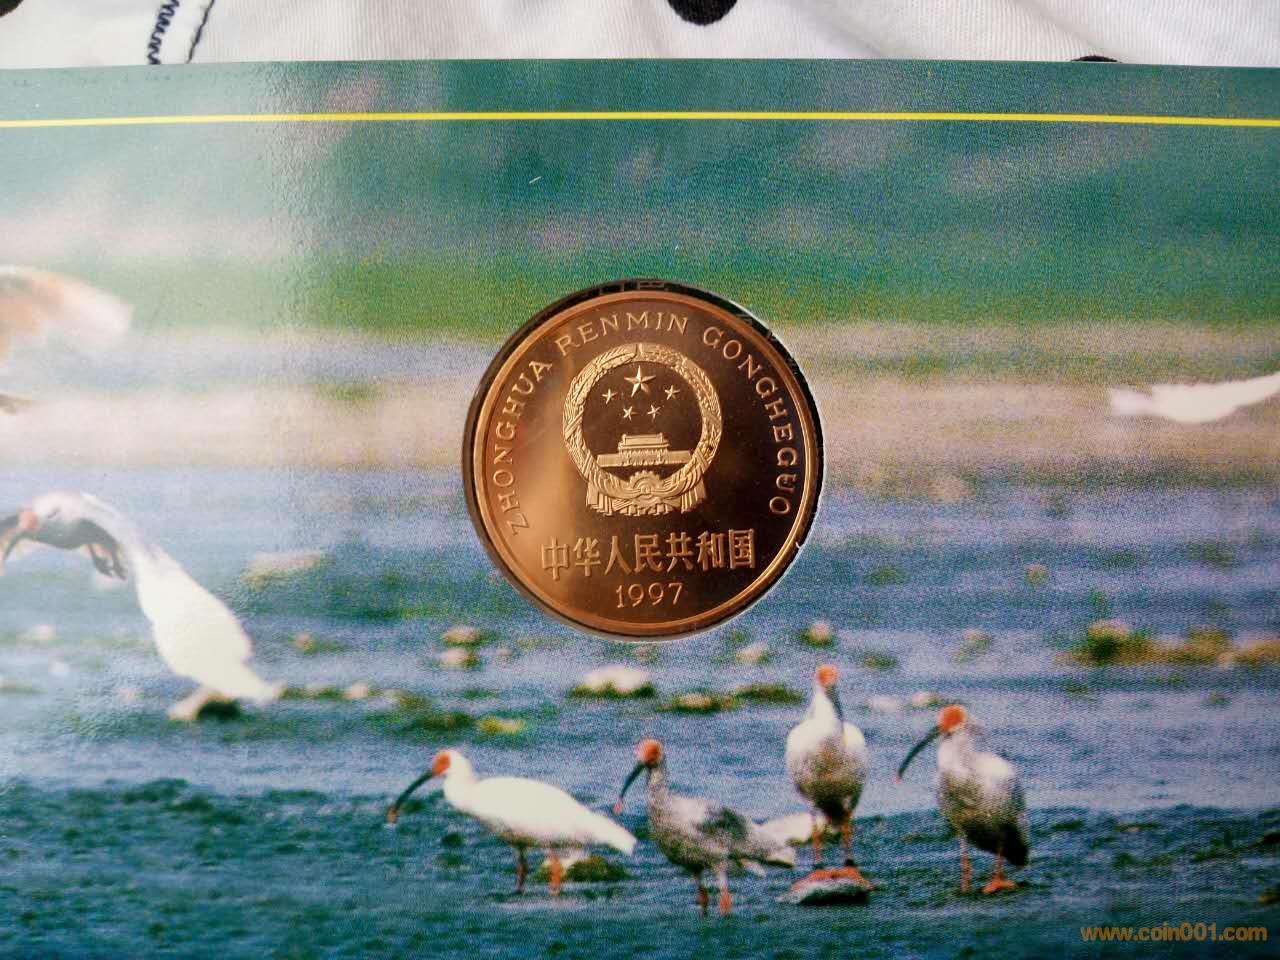 ZHONGHUA RENMIN GONGHEGUO
中华人民共和国
1997
www.coin001.com